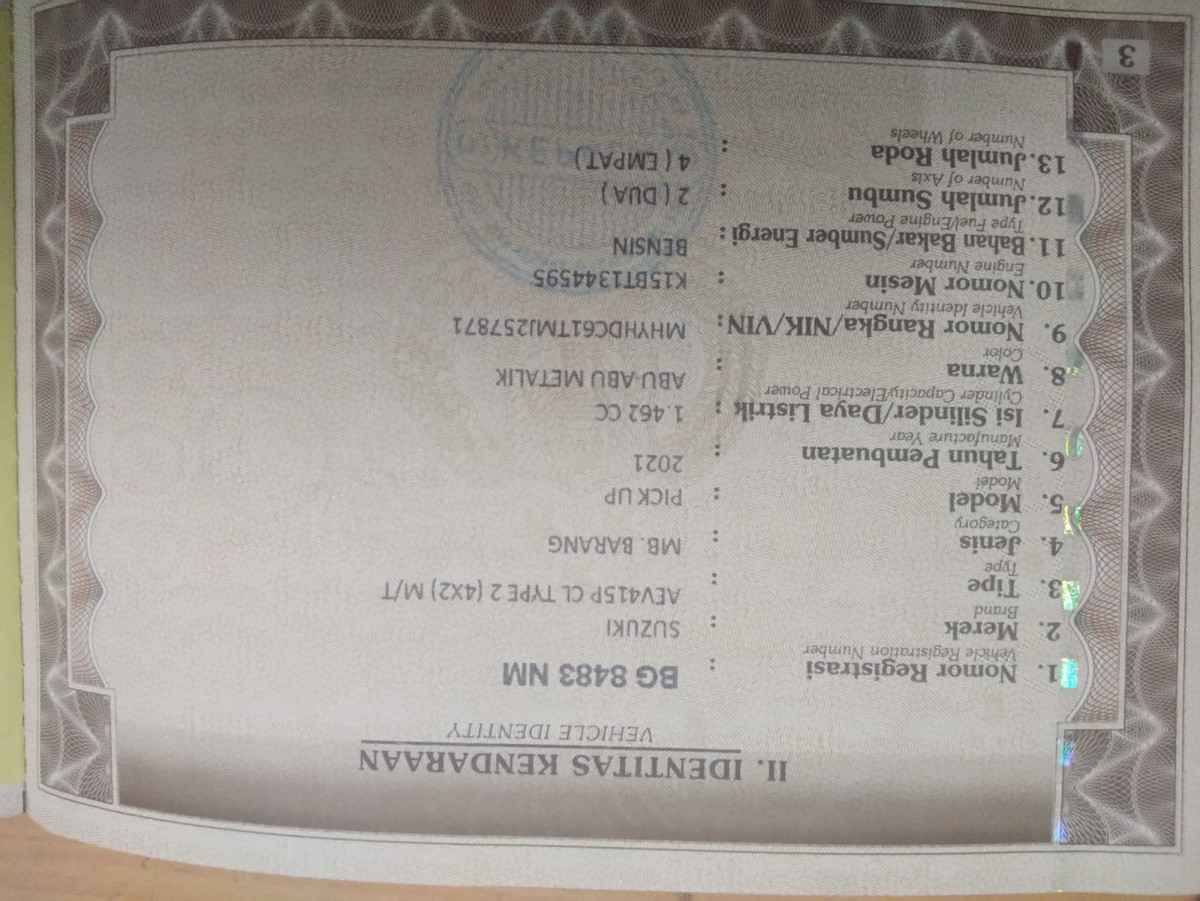 II. IDENTITAS KENDARAAN
VEHICLE IDENTITY
1. Nomor Registrasi : BG 8483 NM
Vehicle Registration Number
2. Merek : SUZUKI
Brand
3. Tipe : AEV415P CL TYPE 2 (4X2) M/T
Type
4. Jenis : MB. BARANG
Category
5. Model : PICK UP
Model
6. Tahun Pembuatan : 2021
Manufacture Year
7. Isi Silinder/Daya Listrik : 1.462 CC
Cylinder Capacity/Electrical Power
8. Warna : ABU-ABU METALIK
Color
9. Nomor Rangka/NIK/VIN : MHYHDC61TMJ257871
Vehicle Identity Number
10. Nomor Mesin : K15BT1344595
Engine Number
11. Bahan Bakar/Sumber Energi : BENSIN
Type Fuel/Engine Power
12. Jumlah Sumbu : 2 ( DUA )
Number of Axis
13. Jumlah Roda : 4 ( EMPAT )
Number of Wheels
3